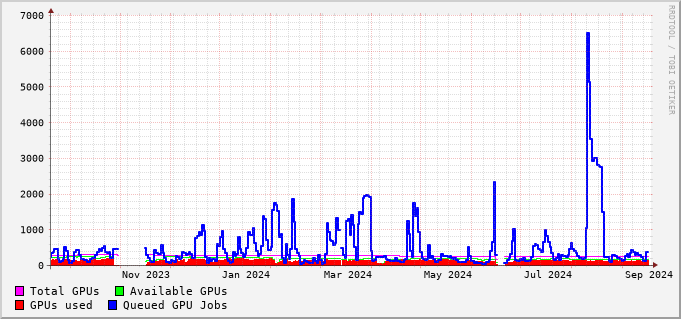 7000
6000
5000
4000
3000
2000
1000
0
Nov 2023 Jan 2024 Mar 2024 May 2024 Jul 2024 Sep 2024
Total GPUs Available GPUs
GPUs used Queued GPU Jobs
RRDTOOL / TOBI OETIKER